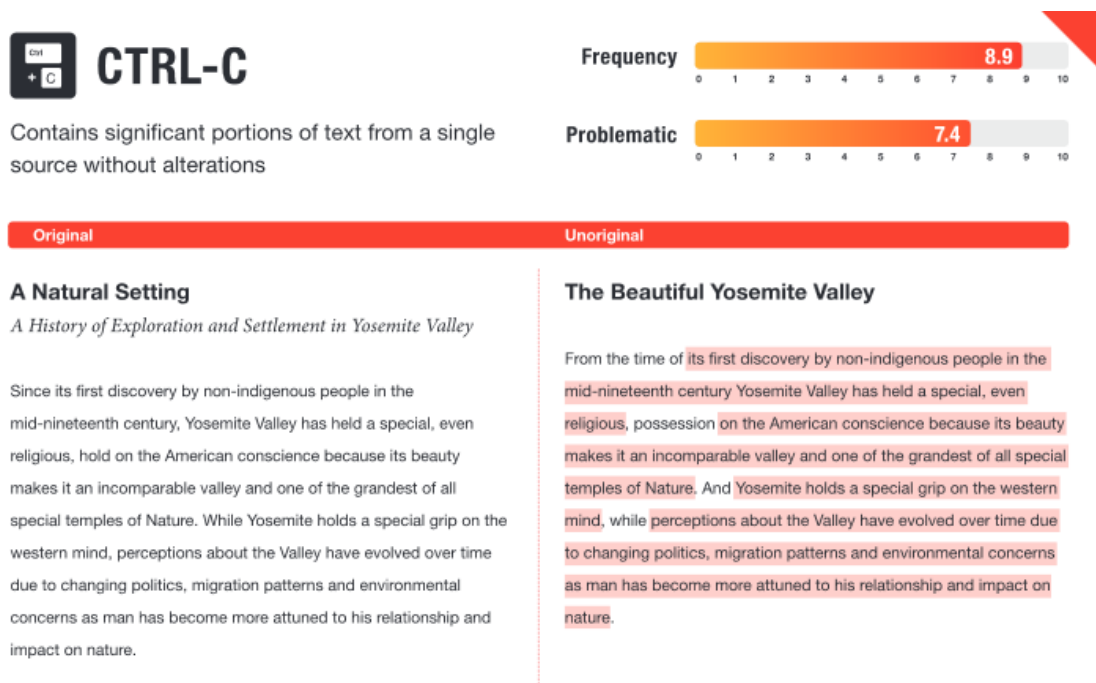 Ctrl
+ C
CTRL-C
Contains significant portions of text from a single
source without alterations
Frequency
8.9
0 1 2 3 4 5 6 7 8 9 10
Problematic
7.4
0 1 2 3 4 5 6 7 8 9 10
Original
Unoriginal
A Natural Setting
A History of Exploration and Settlement in Yosemite Valley
Since its first discovery by non-indigenous people in the
mid-nineteenth century, Yosemite Valley has held a special, even
religious, hold on the American conscience because its beauty
makes it an incomparable valley and one of the grandest of all
special temples of Nature. While Yosemite holds a special grip on the
western mind, perceptions about the Valley have evolved over time
due to changing politics, migration patterns and environmental
concerns as man has become more attuned to his relationship and
impact on nature.
The Beautiful Yosemite Valley
From the time of its first discovery by non-indigenous people in the
mid-nineteenth century Yosemite Valley has held a special, even
religious, possession on the American conscience because its beauty
makes it an incomparable valley and one of the grandest of all special
temples of Nature. And Yosemite holds a special grip on the western
mind, while perceptions about the Valley have evolved over time due
to changing politics, migration patterns and environmental concerns
as man has become more attuned to his relationship and impact on
nature.